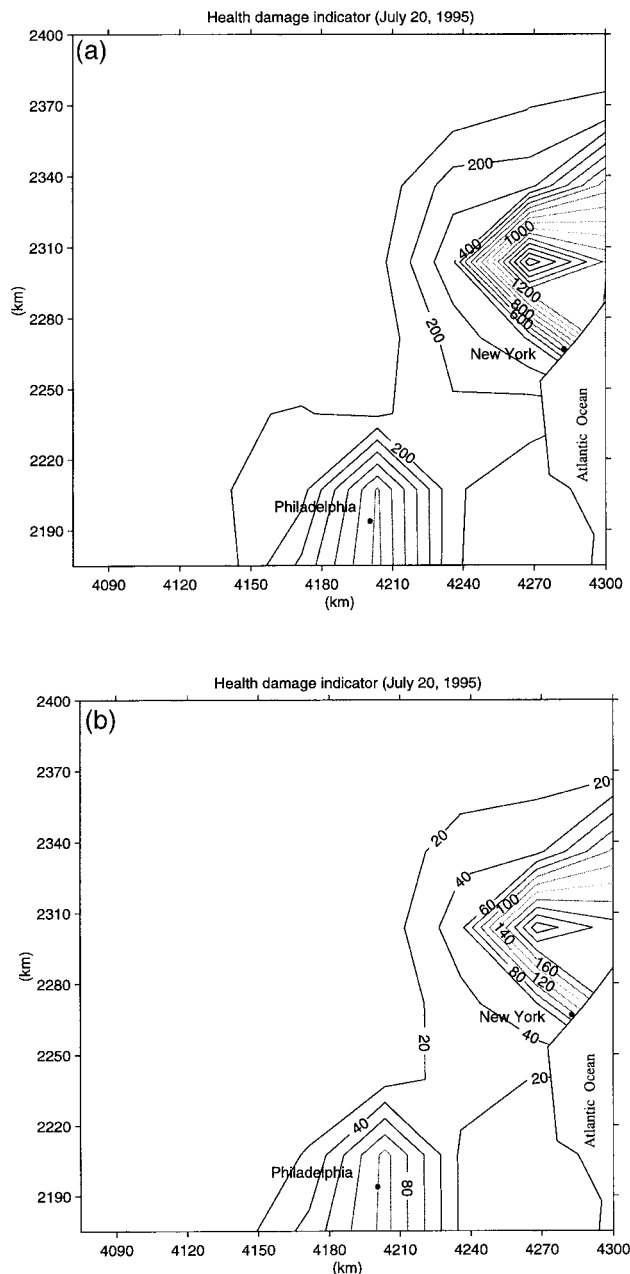 Health damage indicator (July 20, 1995)
(a)
2400
2370
2340
2310
2280
2250
2220
2190
(km)
200
400
1000
1200
800
600
200
New York
200
Philadelphia
Atlantic Ocean
4090 4120 4150 4180 4210 4240 4270 4300
(km)
Health damage indicator (July 20, 1995)
(b)
2400
2370
2340
2310
2280
2250
2220
2190
(km)
20
20
40
60
100
140
160
80
120
New York
40
20
20
40
Philadelphia
80
Atlantic Ocean
4090 4120 4150 4180 4210 4240 4270 4300
(km)